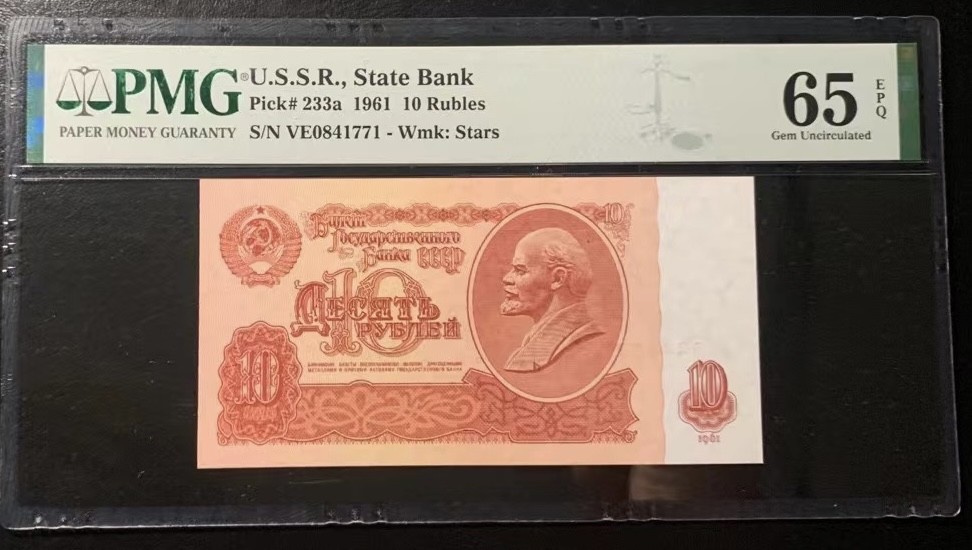 PMG®
PAPER MONEY GUARANTY
U.S.S.R., State Bank
Pick# 233a 1961 10 Rubles
S/N VE0841771 - Wmk: Stars
65 EPQ
Gem Uncirculated
Билет
Государственного
Банка СССР
10
10
Десять
рублей
10
10
1961